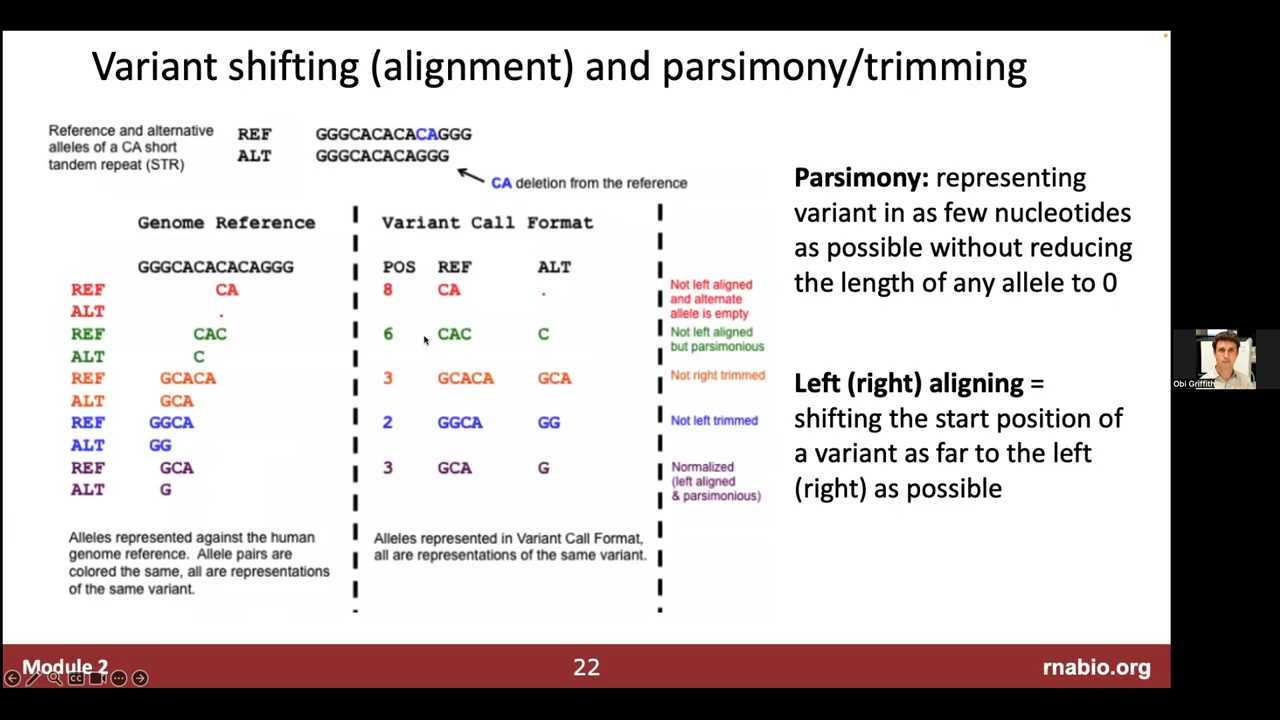 Variant shifting (alignment) and parsimony/trimming
Reference and alternative
alleles of a CA short
tandem repeat (STR)
REF GGGCACACACAGGG
ALT GGGCACACAGGG
CA deletion from the reference
Genome Reference
GGGCACACACAGGG
REF CA
ALT .
REF CAC
ALT C
REF GCACA
ALT GCA
REF GGCA
ALT GG
REF GCA
ALT G
Alleles represented against the human
genome reference. Allele pairs are
colored the same, all are representations
of the same variant.
Variant Call Format
POS REF ALT
8 CA .
6 CAC C
3 GCACA GCA
2 GGCA GG
3 GCA G
Alleles represented in Variant Call Format,
all are representations of the same variant.
Not left aligned
and alternate
allele is empty
Not left aligned
but parsimonious
Not right trimmed
Not left trimmed
Normalized
(left aligned
& parsimonious)
Parsimony: representing
variant in as few nucleotides
as possible without reducing
the length of any allele to 0
Left (right) aligning =
shifting the start position of
a variant as far to the left
(right) as possible
Obi Griffith
Module 2
22
rnabio.org
CC